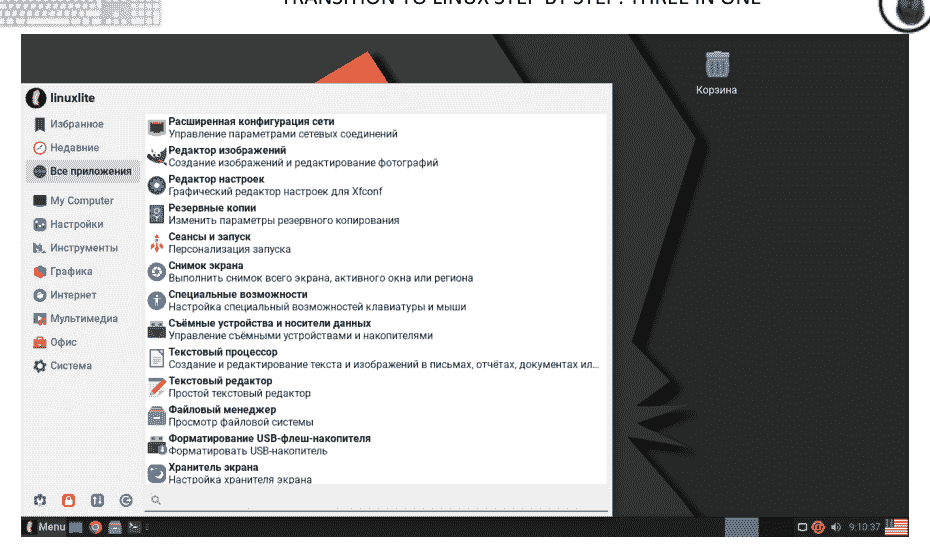 TRANSITION TO LINUX STEP BY STEP: THREE IN ONE
Корзина
linuxlite
Избранное
Недавние
Все приложения
My Computer
Настройки
Инструменты
Графика
Интернет
Мультимедиа
Офис
Система
Расширенная конфигурация сети
Управление параметрами сетевых соединений
Редактор изображений
Создание изображений и редактирование фотографий
Редактор настроек
Графический редактор настроек для Xfconf
Резервные копии
Изменить параметры резервного копирования
Сеансы и запуск
Персонализация запуска
Снимок экрана
Выполнить снимок всего экрана, активного окна или региона
Специальные возможности
Настройка специальный возможностей клавиатуры и мыши
Съёмные устройства и носители данных
Управление съёмными устройствами и накопителями
Текстовый процессор
Создание и редактирование текста и изображений в письмах, отчётах, документах ил...
Текстовый редактор
Простой текстовый редактор
Файловый менеджер
Просмотр файловой системы
Форматирование USB-флеш-накопителя
Форматировать USB-накопитель
Хранитель экрана
Настройка хранителя экрана
Menu
9:10:37